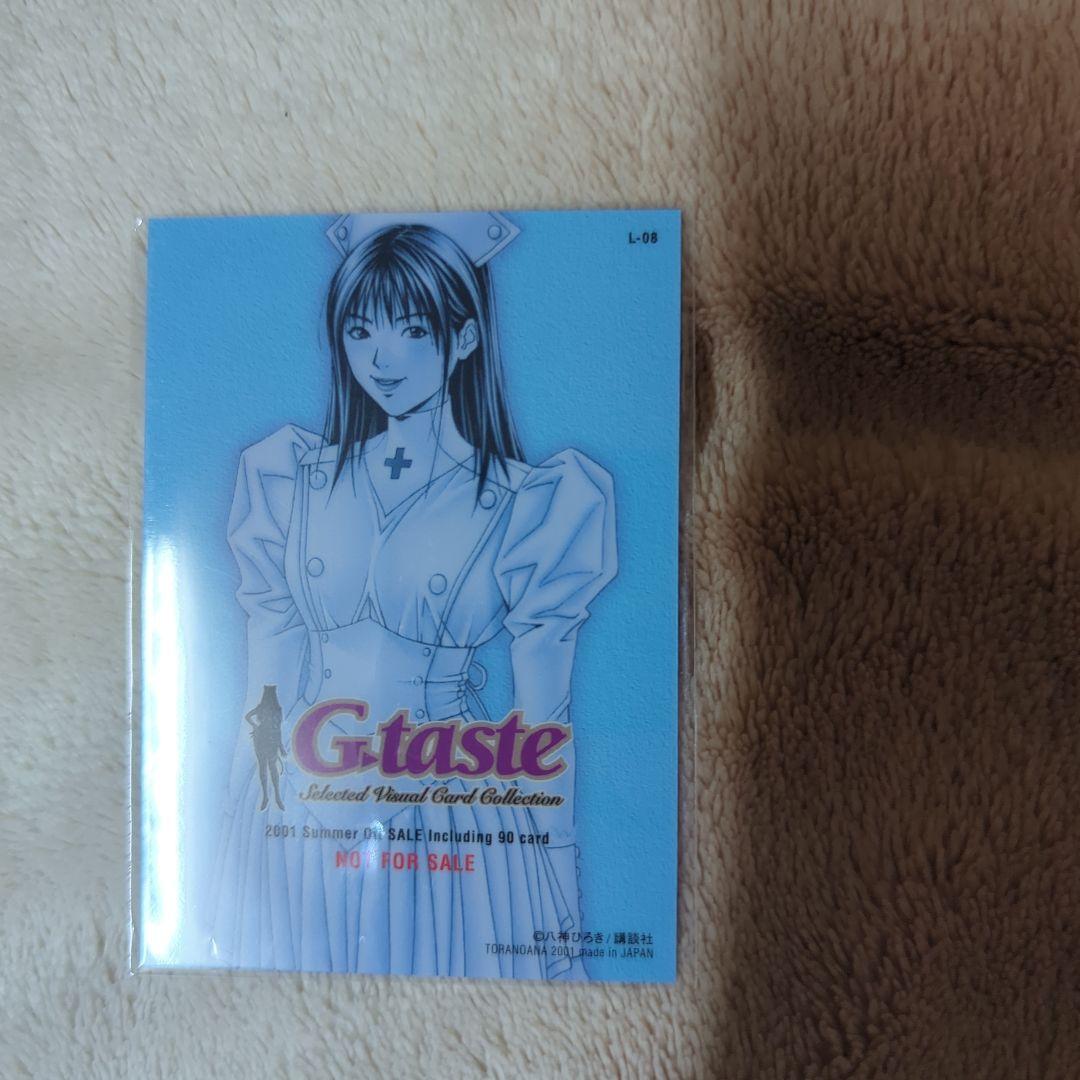 L-08
G-taste
Selected Visual Card Collection
2001 Summer On SALE Including 90 card
NOT FOR SALE
©八神ひろき/講談社
TORANOANA 2001 made in JAPAN